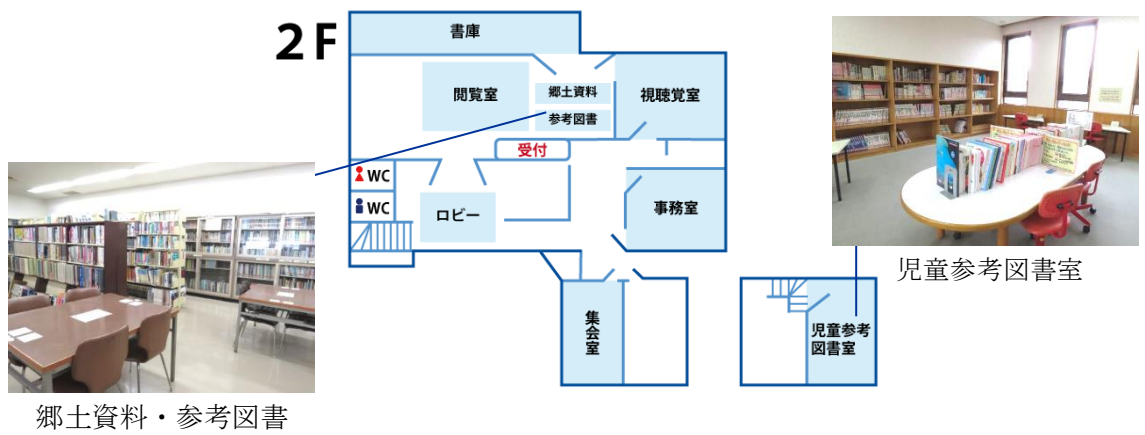 2F
書庫
閲覧室
郷土資料
参考図書
視聴覚室
受付
WC
WC
ロビー
事務室
集会室
児童参考
図書室
児童参考図書室
郷土資料・参考図書